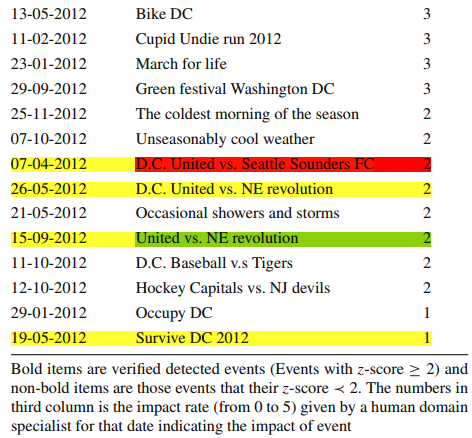 13-05-2012 Bike DC 3
11-02-2012 Cupid Undie run 2012 3
23-01-2012 March for life 3
29-09-2012 Green festival Washington DC 3
25-11-2012 The coldest morning of the season 2
07-10-2012 Unseasonably cool weather 2
07-04-2012 D.C. United vs. Seattle Sounders FC 2
26-05-2012 D.C. United vs. NE revolution 2
21-05-2012 Occasional showers and storms 2
15-09-2012 United vs. NE revolution 2
11-10-2012 D.C. Baseball v.s Tigers 2
12-10-2012 Hockey Capitals vs. NJ devils 2
29-01-2012 Occupy DC 1
19-05-2012 Survive DC 2012 1
Bold items are verified detected events (Events with z-score ≥ 2) and
non-bold items are those events that their z-score ≺ 2. The numbers in
third column is the impact rate (from 0 to 5) given by a human domain
specialist for that date indicating the impact of event